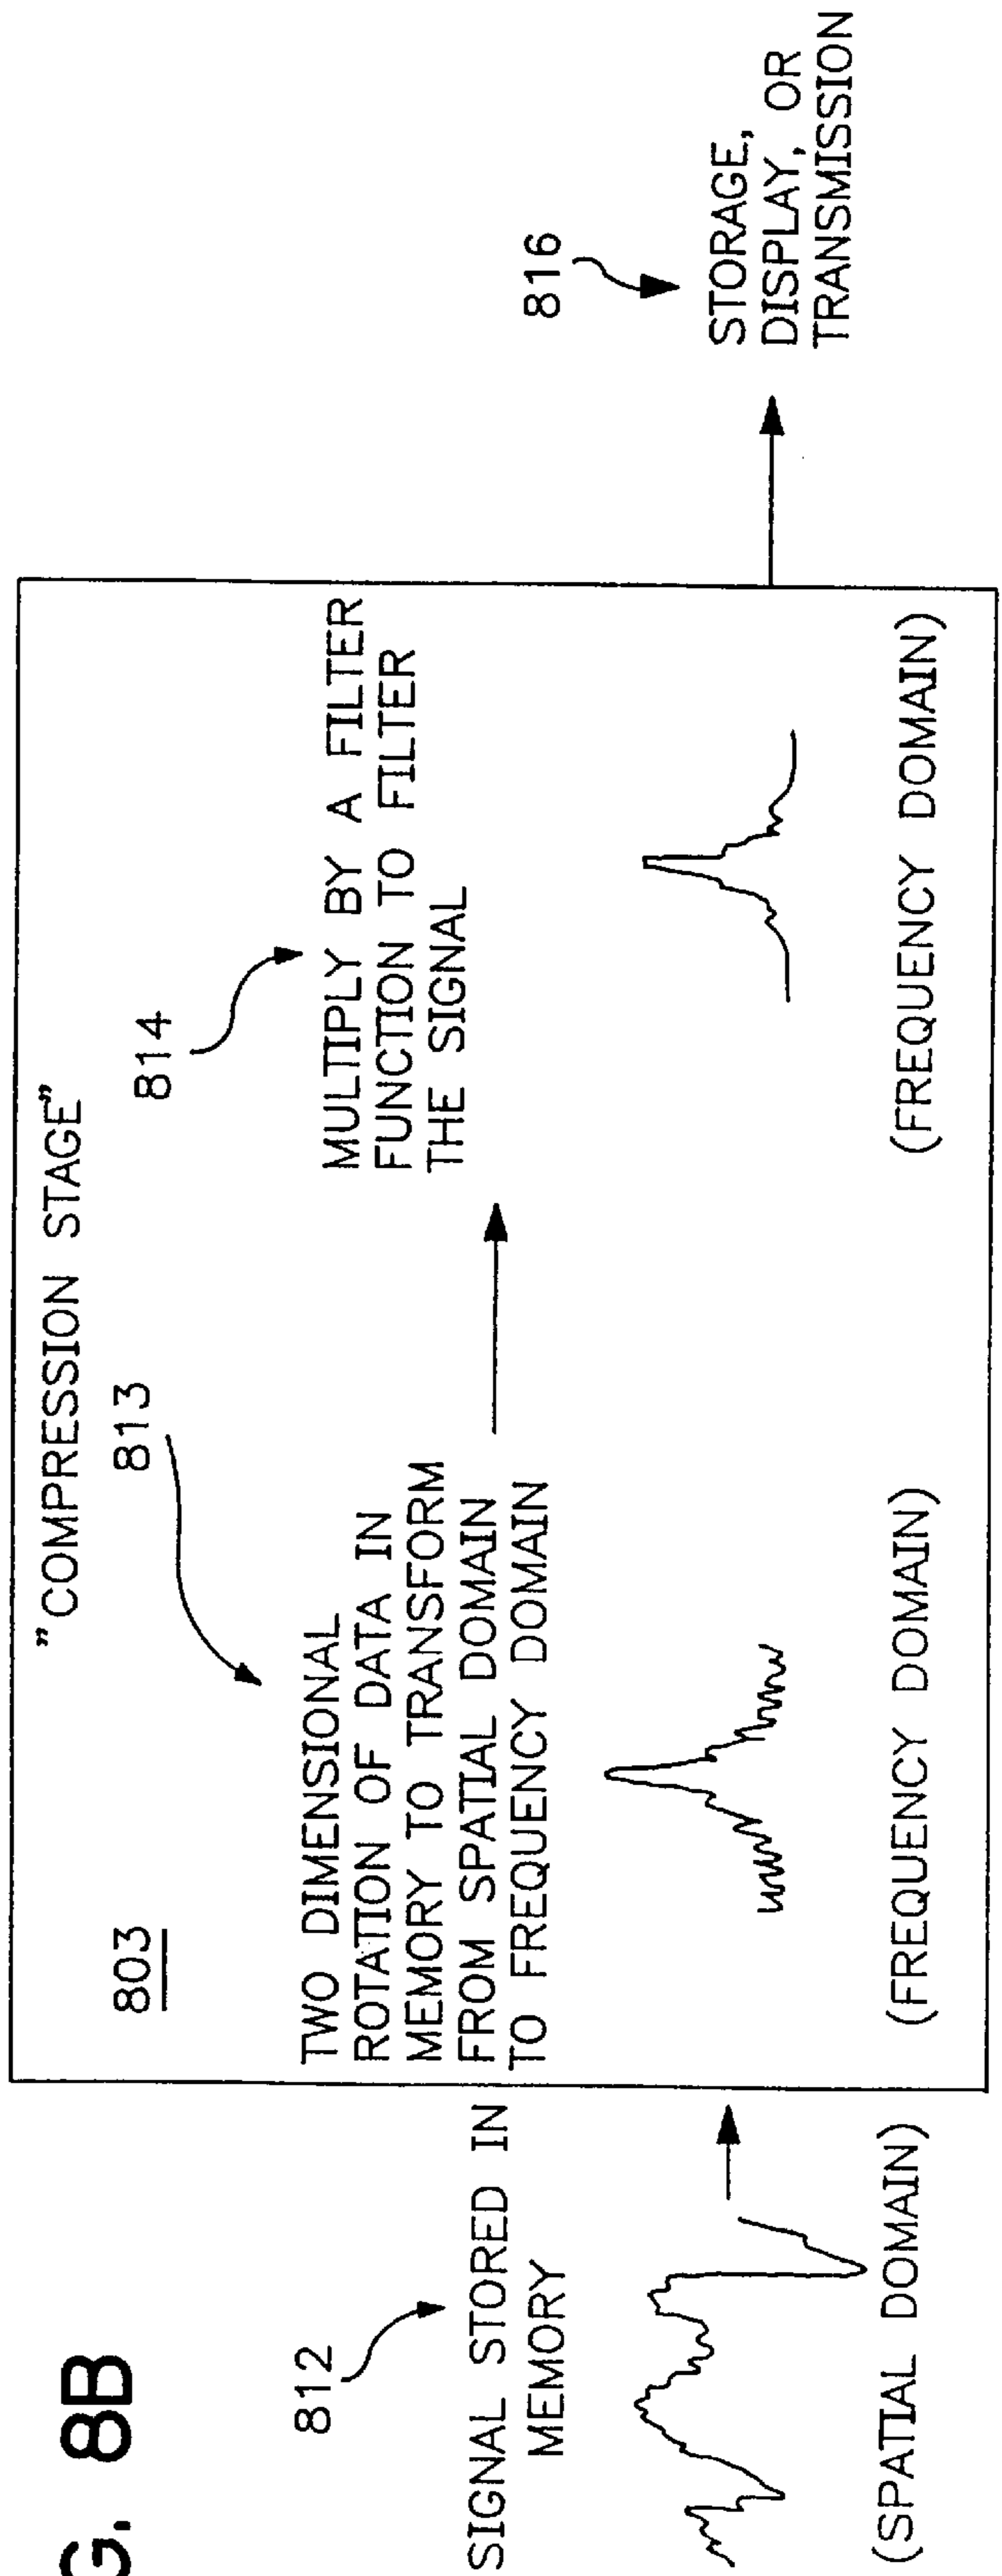 G. 8B
812
SIGNAL STORED IN
MEMORY
(SPATIAL DOMAIN)
"COMPRESSION STAGE"
803
813
TWO DIMENSIONAL
ROTATION OF DATA IN
MEMORY TO TRANSFORM
FROM SPATIAL DOMAIN
TO FREQUENCY DOMAIN
(FREQUENCY DOMAIN)
814
MULTIPLY BY A FILTER
FUNCTION TO FILTER
THE SIGNAL
(FREQUENCY DOMAIN)
816
STORAGE,
DISPLAY, OR
TRANSMISSION